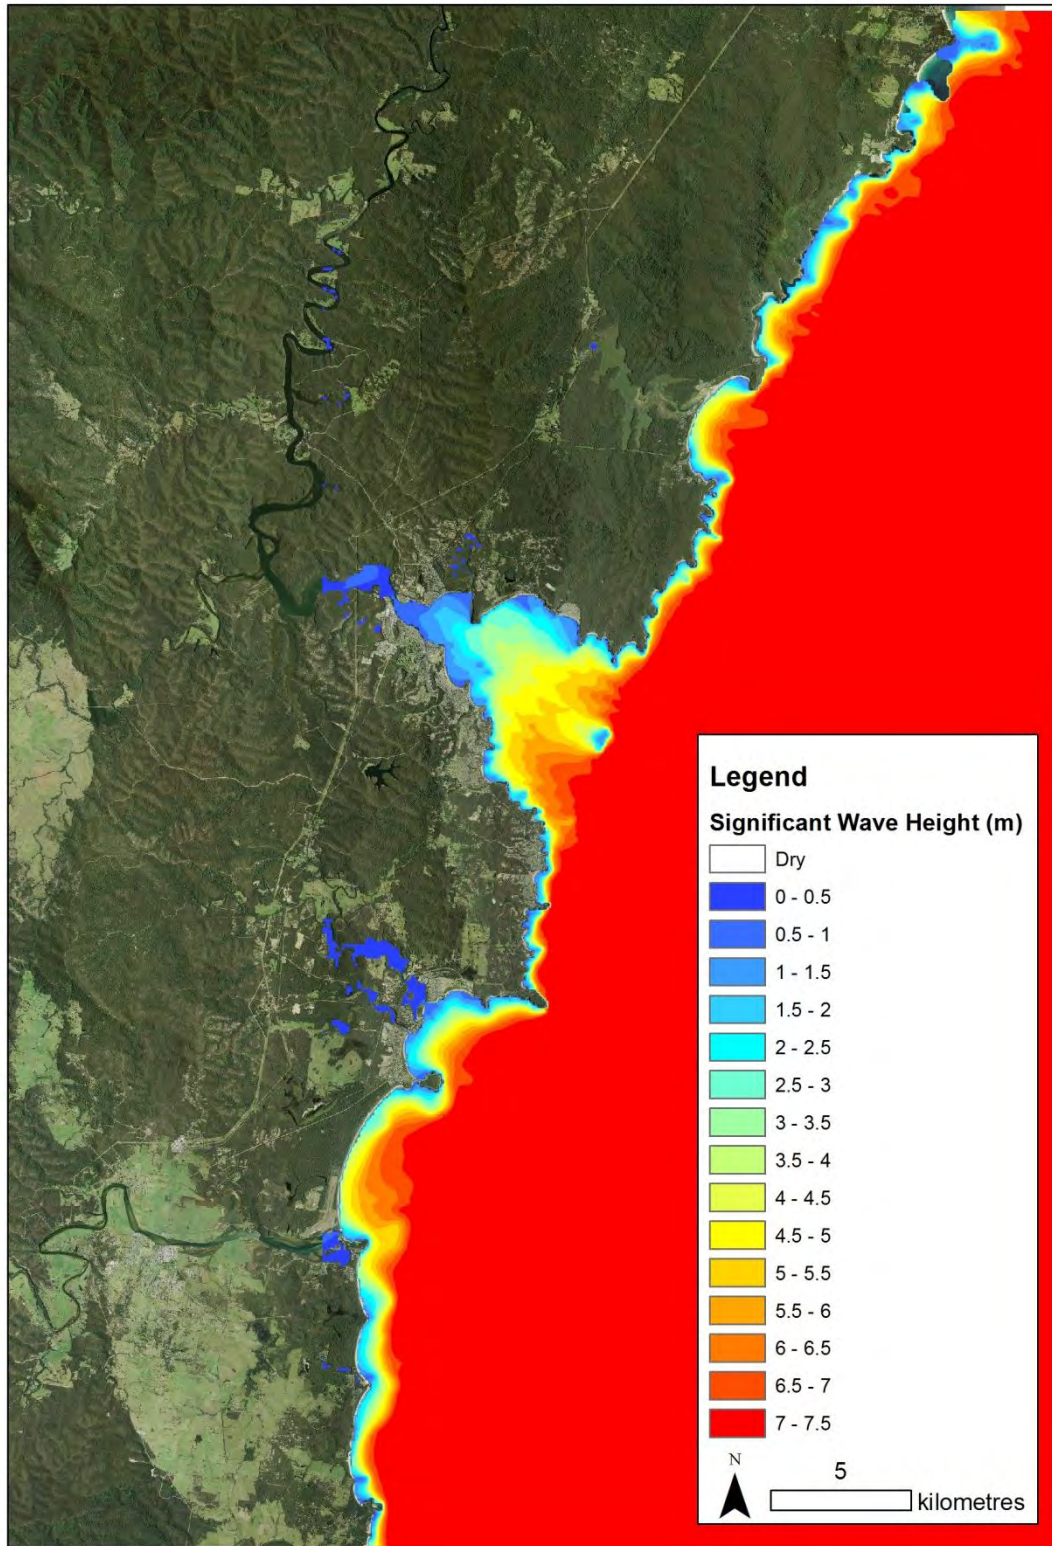 Legend
Significant Wave Height (m)
Dry
0 - 0.5
0.5 - 1
1 - 1.5
1.5 - 2
2 - 2.5
2.5 - 3
3 - 3.5
3.5 - 4
4 - 4.5
4.5 - 5
5 - 5.5
5.5 - 6
6 - 6.5
6.5 - 7
7 - 7.5
N
5
kilometres